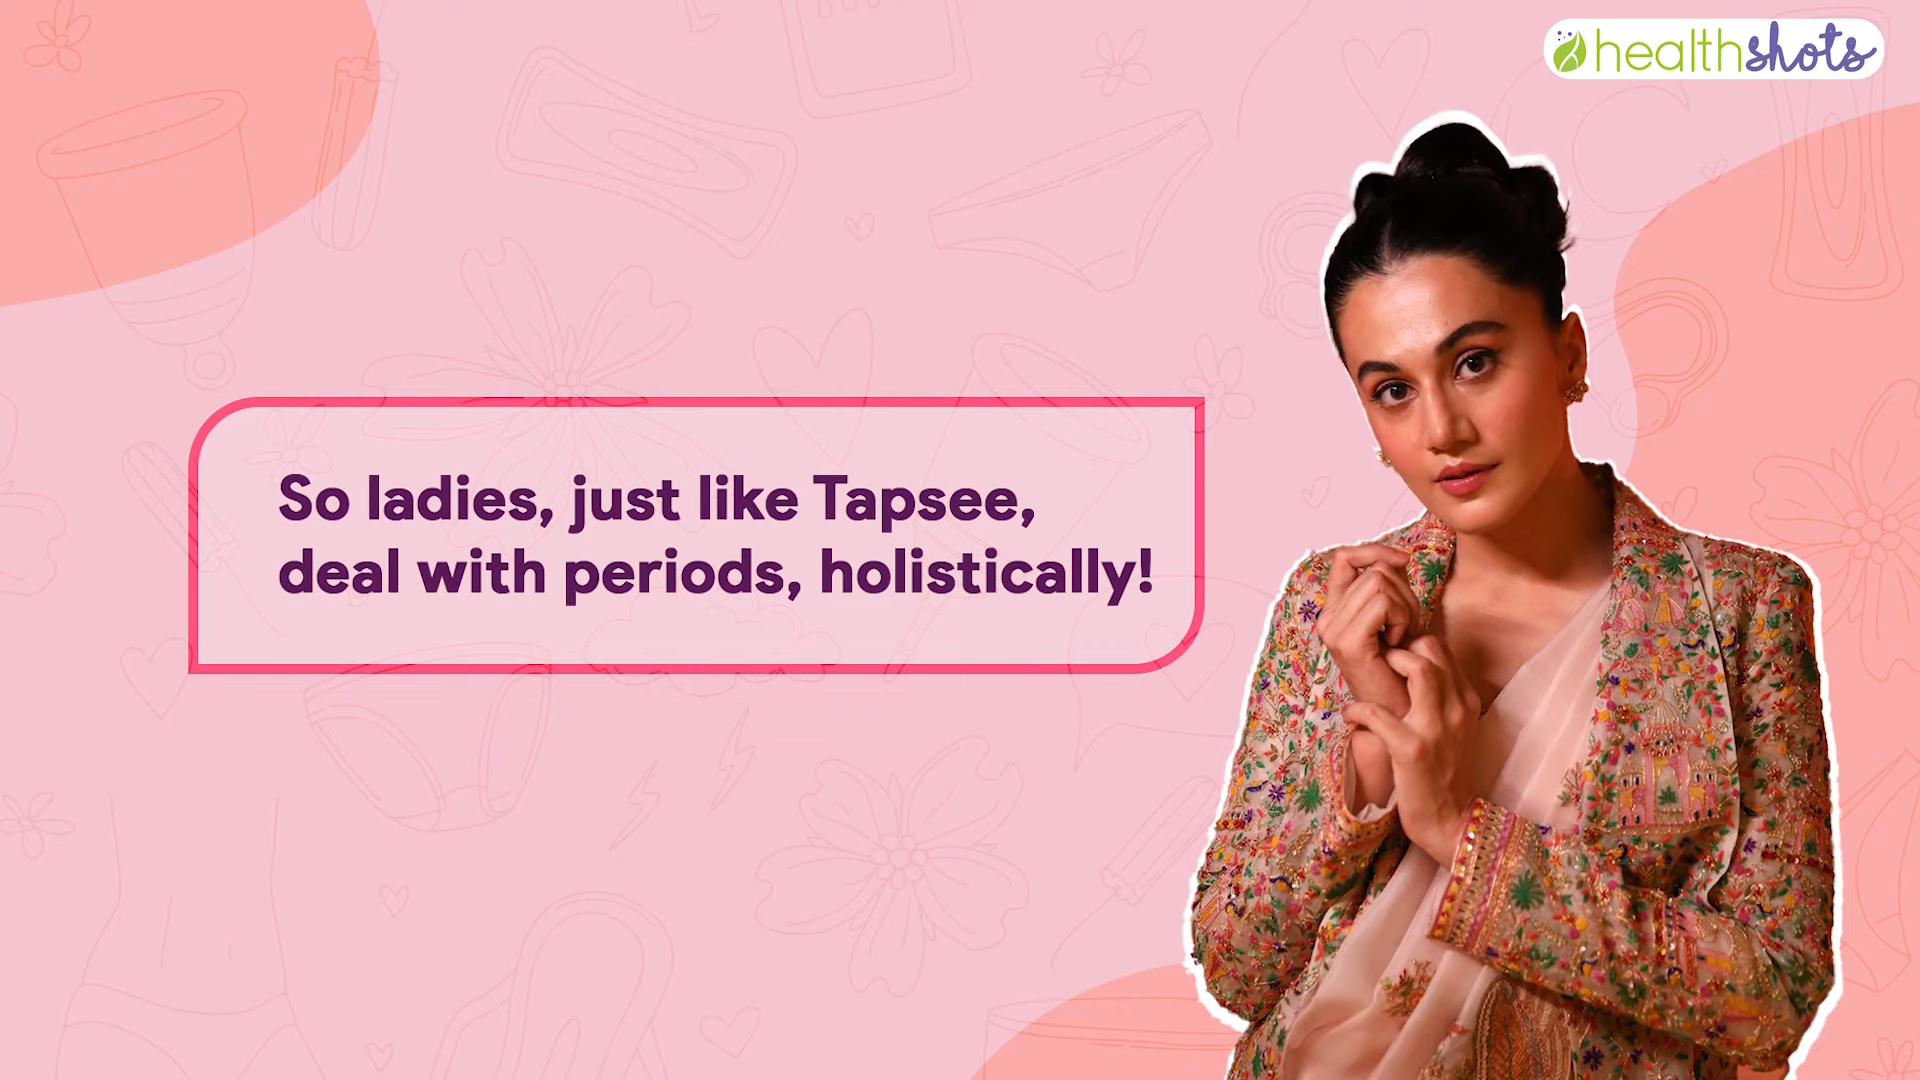 healthshots
So ladies, just like Tapsee,
deal with periods, holistically!